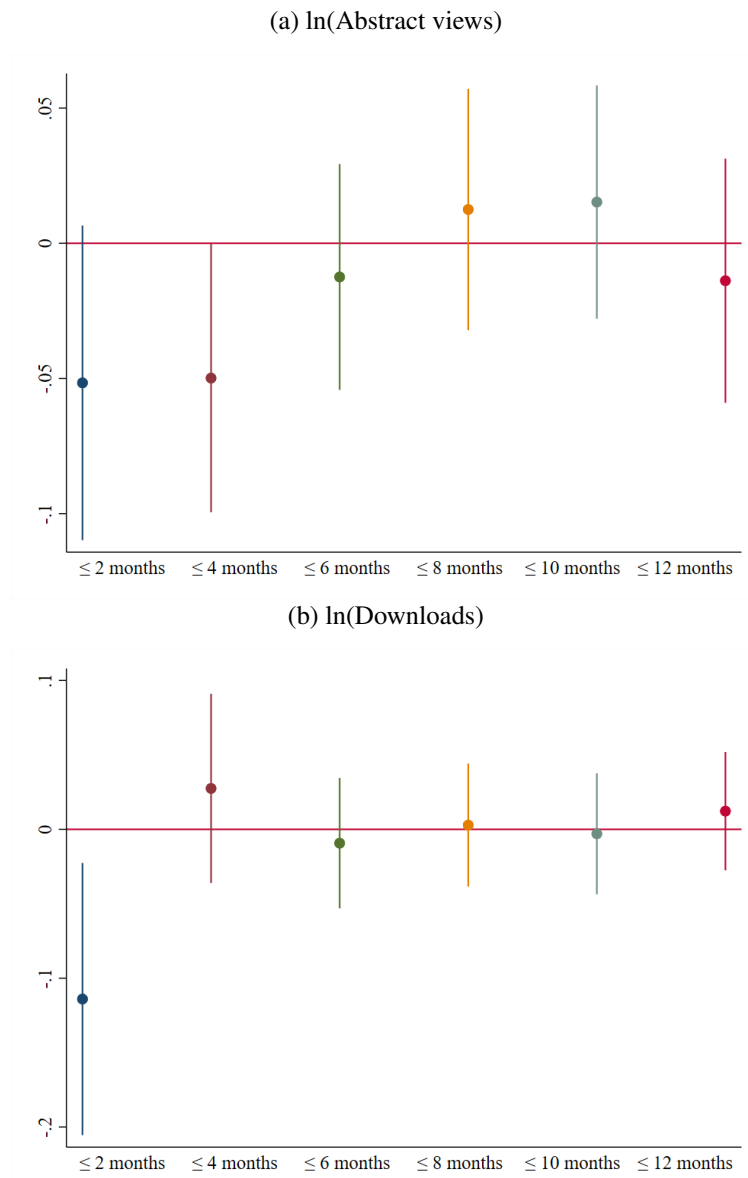 (a) ln(Abstract views)
.05
0
-.05
-.1
≤ 2 months ≤ 4 months ≤ 6 months ≤ 8 months ≤ 10 months ≤ 12 months
(b) ln(Downloads)
.1
0
-.1
-.2
≤ 2 months ≤ 4 months ≤ 6 months ≤ 8 months ≤ 10 months ≤ 12 months